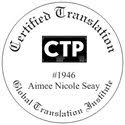 Certified Translation
CTP
#1946
Aimee Nicole Seay
Global Translation Institute